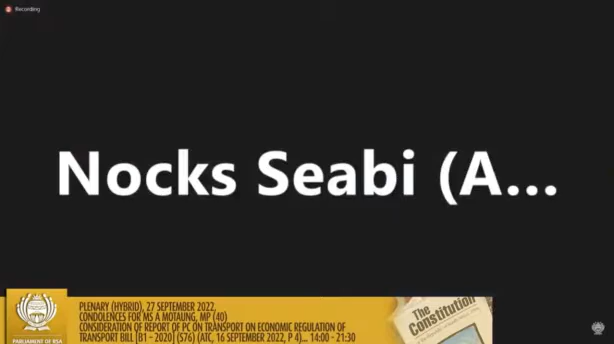 Recording
Nocks Seabi (A...
PLENARY (HYBRID), 27 SEPTEMBER 2022,
CONDOLENCES FOR MS A MOTAUNG, MP (40)
CONSIDERATION OF REPORT OF PC ON TRANSPORT ON ECONOMIC REGULATION OF
TRANSPORT BILL [B1 – 2020] (S76) (ATC, 16 SEPTEMBER 2022, P 4)... 14:00 - 21:30
PARLIAMENT OF RSA
The
Constitution